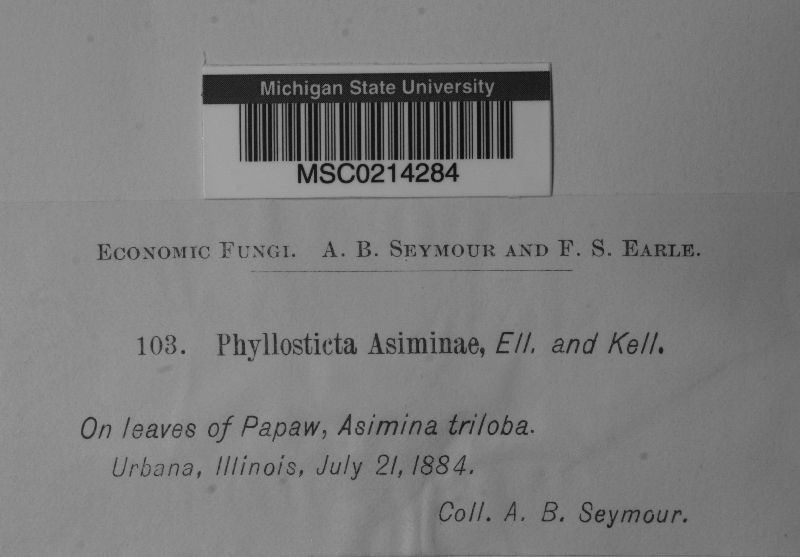 Michigan State University
MSC0214284
ECONOMIC FUNGI. A. B. SEYMOUR AND F. S. EARLE.
103. Phyllosticta Asiminae, Ell. and Kell.
On leaves of Papaw, Asimina triloba.
Urbana, Illinois, July 21, 1884.
Coll. A. B. Seymour.